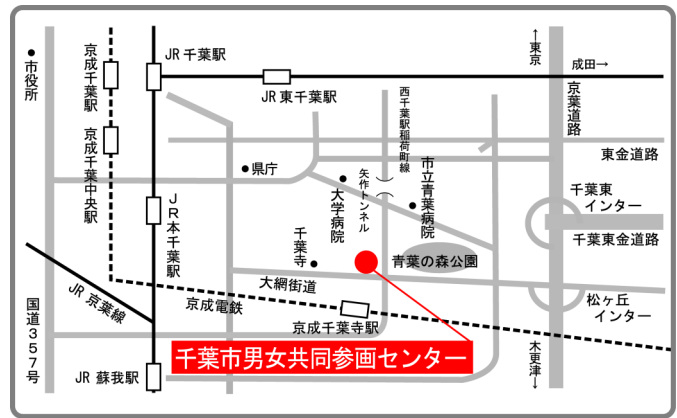 市役所
京成千葉駅
京成千葉中央駅
JR 千葉駅
JR 東千葉駅
西千葉駅稲荷町線
←東京
成田→
京葉道路
東金道路
県庁
大学病院
矢作トンネル
市立青葉病院
千葉東
インター
千葉東金道路
JR本千葉駅
千葉寺
青葉の森公園
大網街道
松ヶ丘
インター
JR 京葉線
京成電鉄
京成千葉寺駅
国道357号
千葉市男女共同参画センター
木更津→
JR 蘇我駅